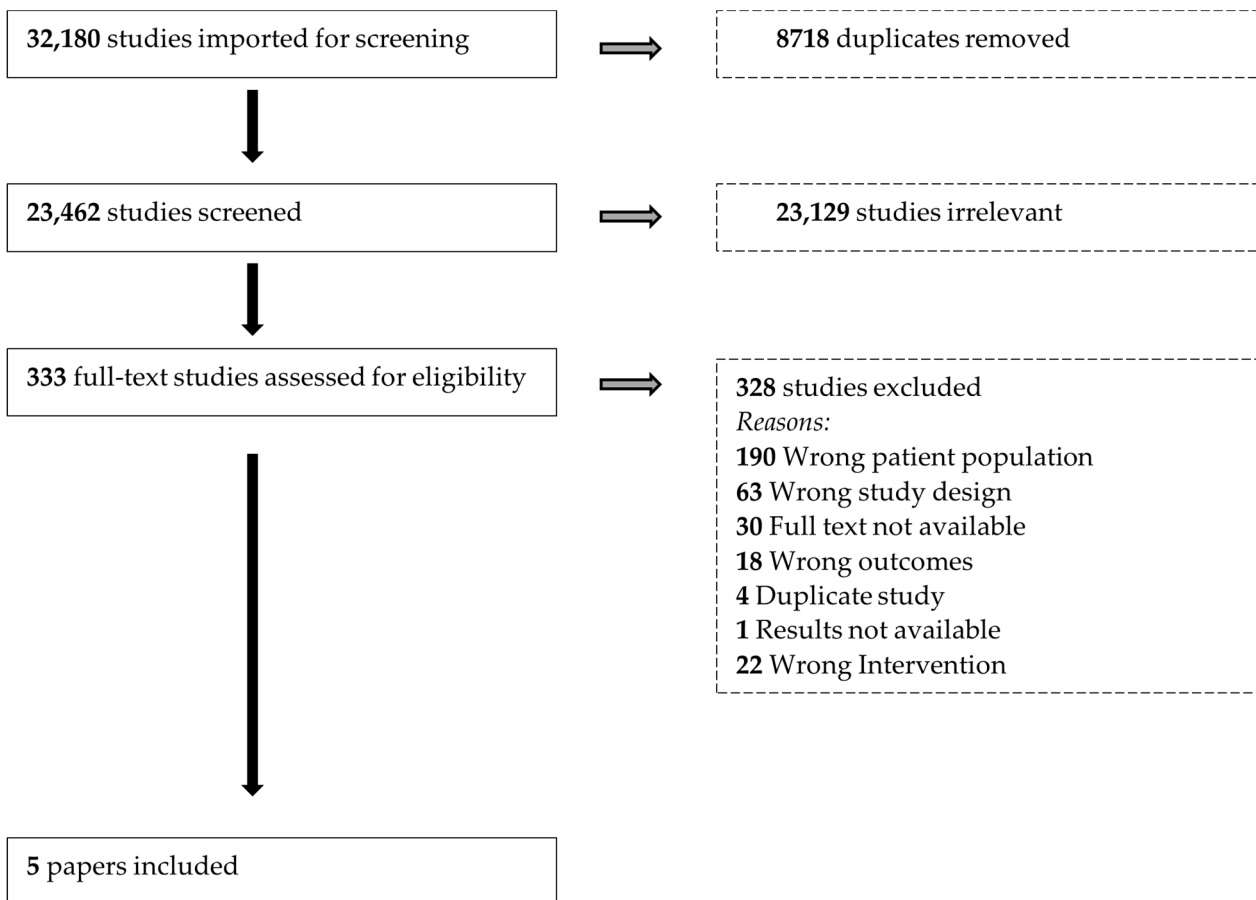 32,180 studies imported for screening
8718 duplicates removed
23,462 studies screened
23,129 studies irrelevant
333 full-text studies assessed for eligibility
328 studies excluded
Reasons:
190 Wrong patient population
63 Wrong study design
30 Full text not available
18 Wrong outcomes
4 Duplicate study
1 Results not available
22 Wrong Intervention
5 papers included